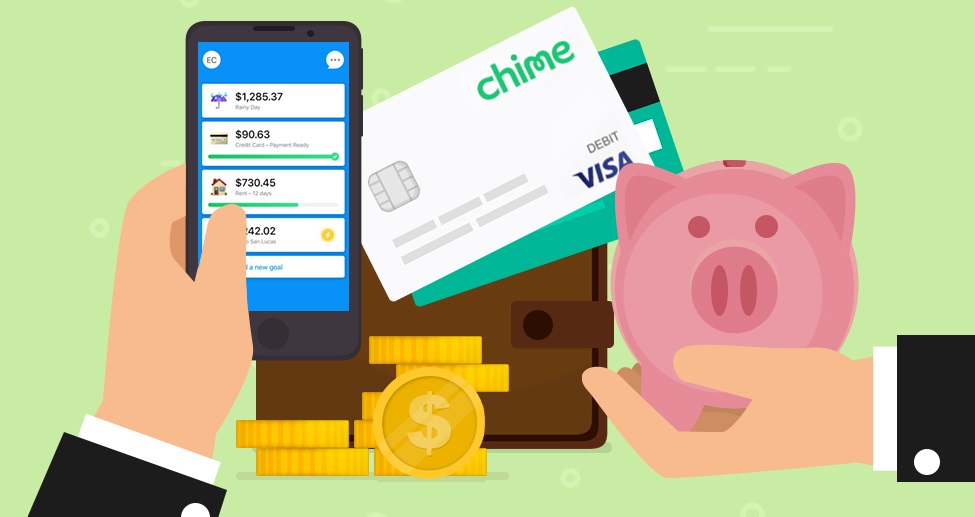 EC
$1,285.37
Rainy Day
$90.63
Credit Card – Payment Ready
$730.45
Rent – 12 days
242.02
San Lucas
a new goal
chime
DEBIT
VISA
$